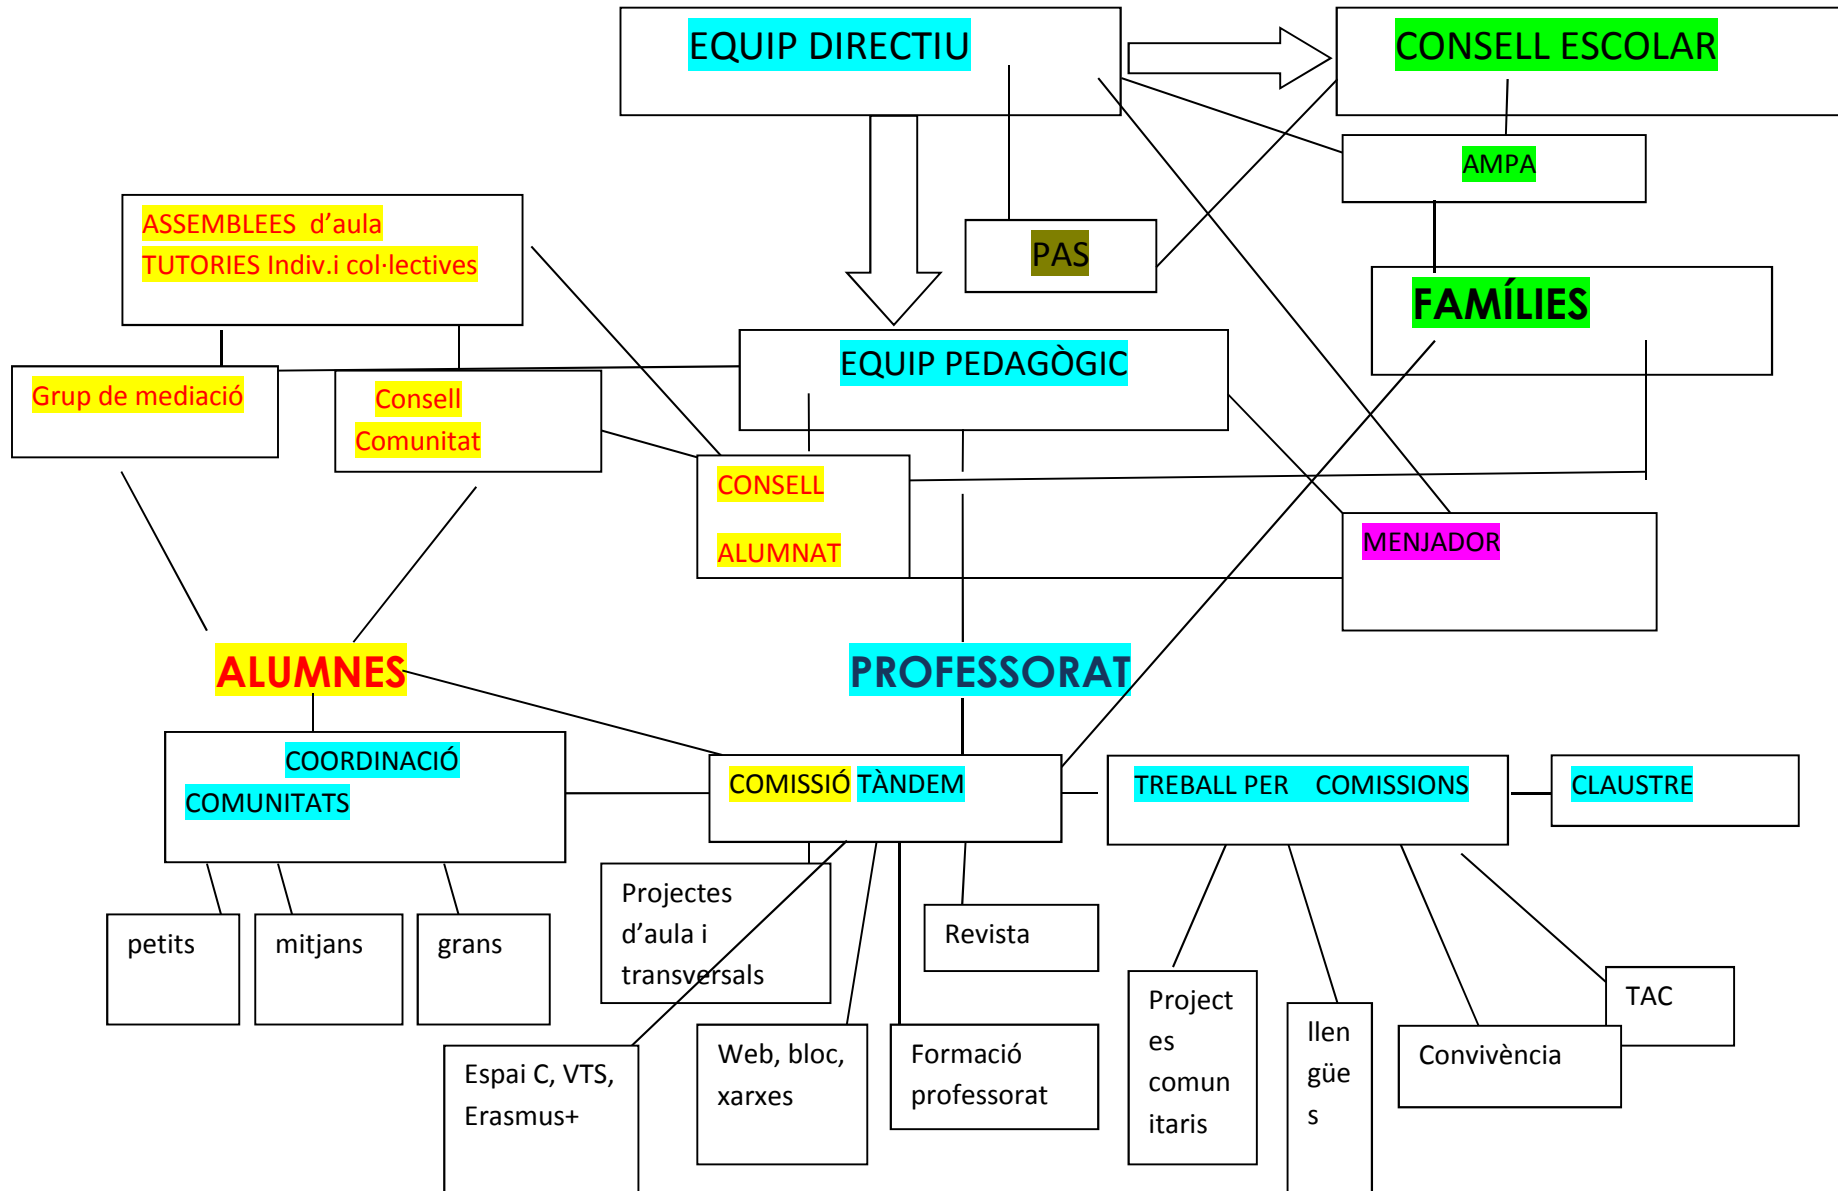 EQUIP DIRECTIU
CONSELL ESCOLAR
AMPA
ASSEMBLEES d’aula
TUTORIES Indiv.i col·lectives
PAS
FAMÍLIES
EQUIP PEDAGÒGIC
Grup de mediació
Consell
Comunitat
CONSELL
ALUMNAT
MENJADOR
ALUMNES
PROFESSORAT
COORDINACIÓ
COMUNITATS
COMISSIÓ TÀNDEM
TREBALL PER COMISSIONS
CLAUSTRE
petits
mitjans
grans
Projectes
d’aula i
transversals
Revista
Espai C, VTS,
Erasmus+
Web, bloc,
xarxes
Formació
professorat
Project
es
comun
itaris
llen
güe
s
Convivència
TAC